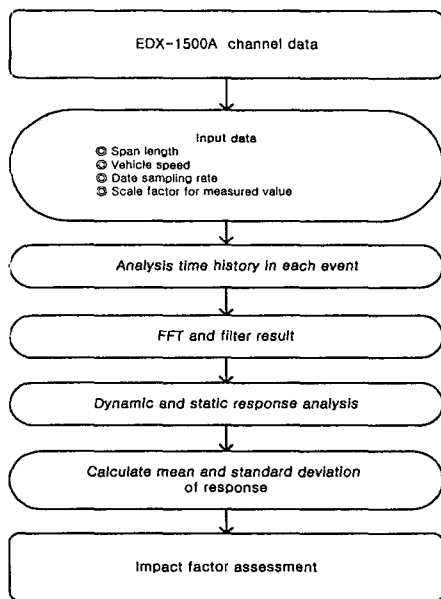 EDX-1500A channel data
Input data
◎ Span length
◎ Vehicle speed
◎ Date sampling rate
◎ Scale factor for measured value
Analysis time history in each event
FFT and filter result
Dynamic and static response analysis
Calculate mean and standard deviation
of response
Impact factor assessment